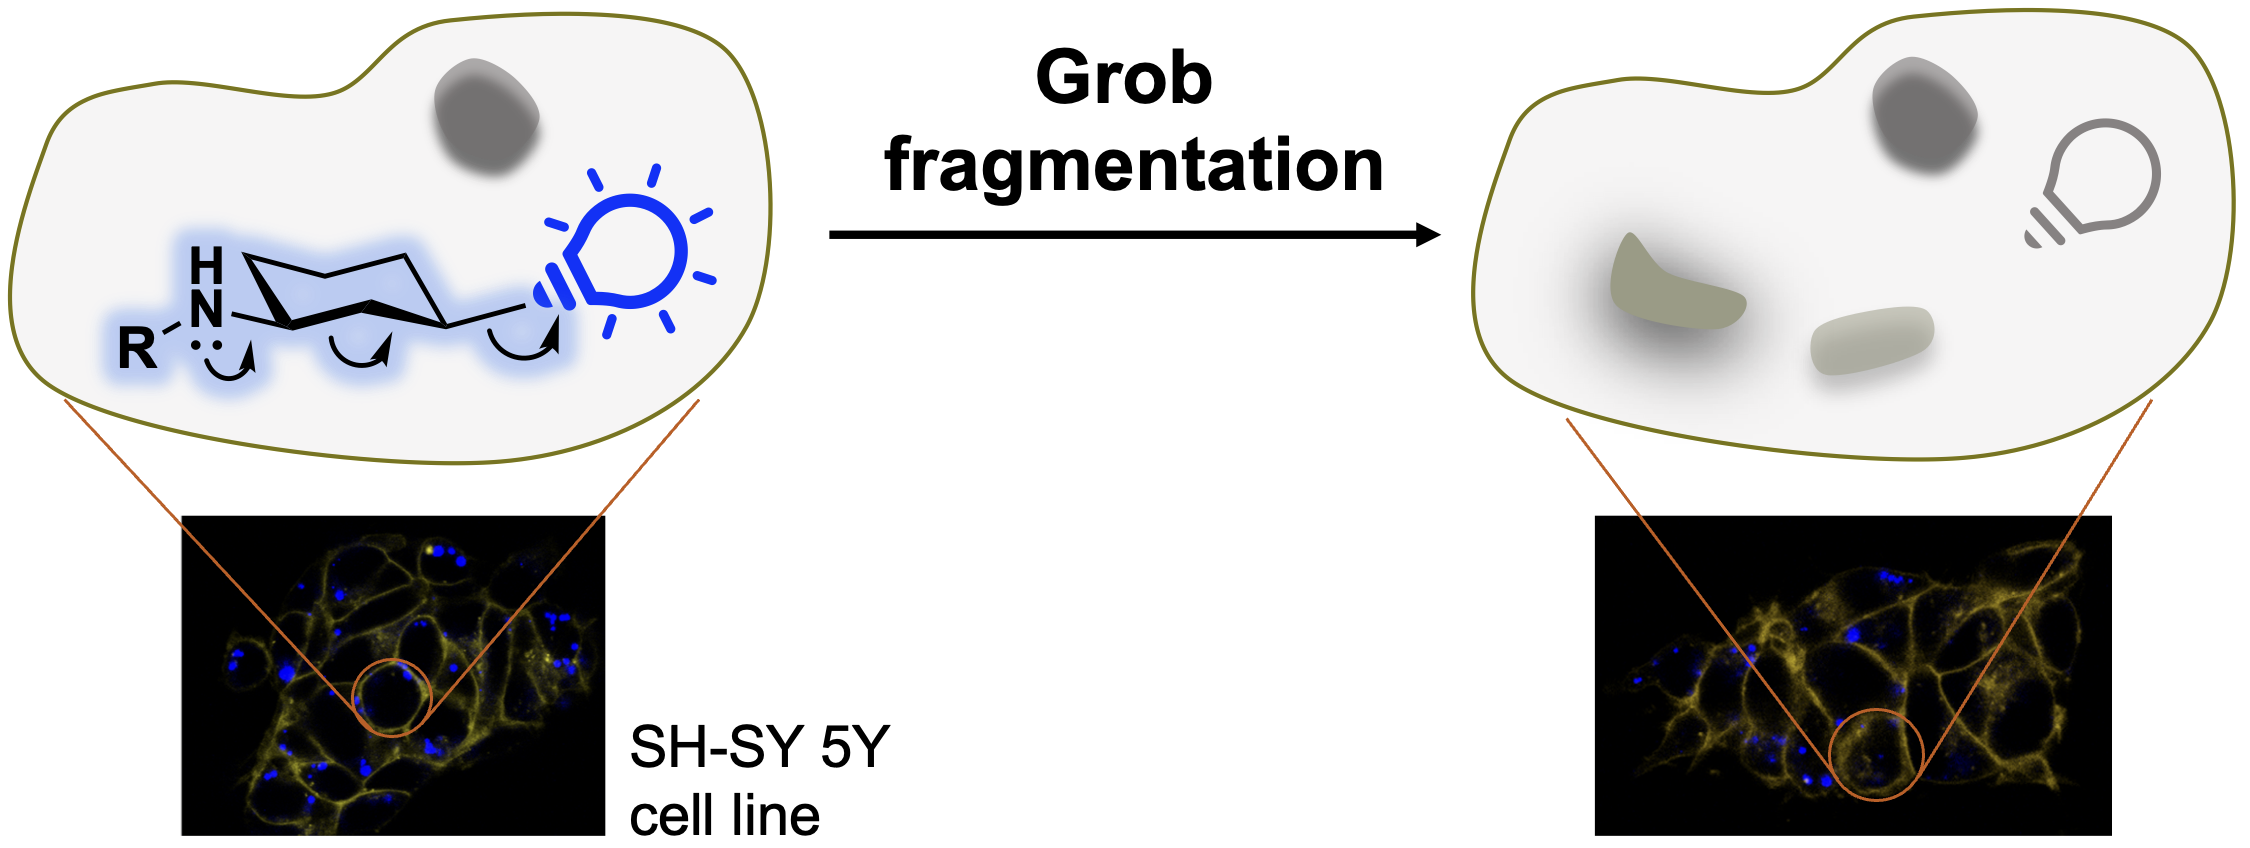 Grob
fragmentation
H
N
R
SH-SY 5Y
cell line